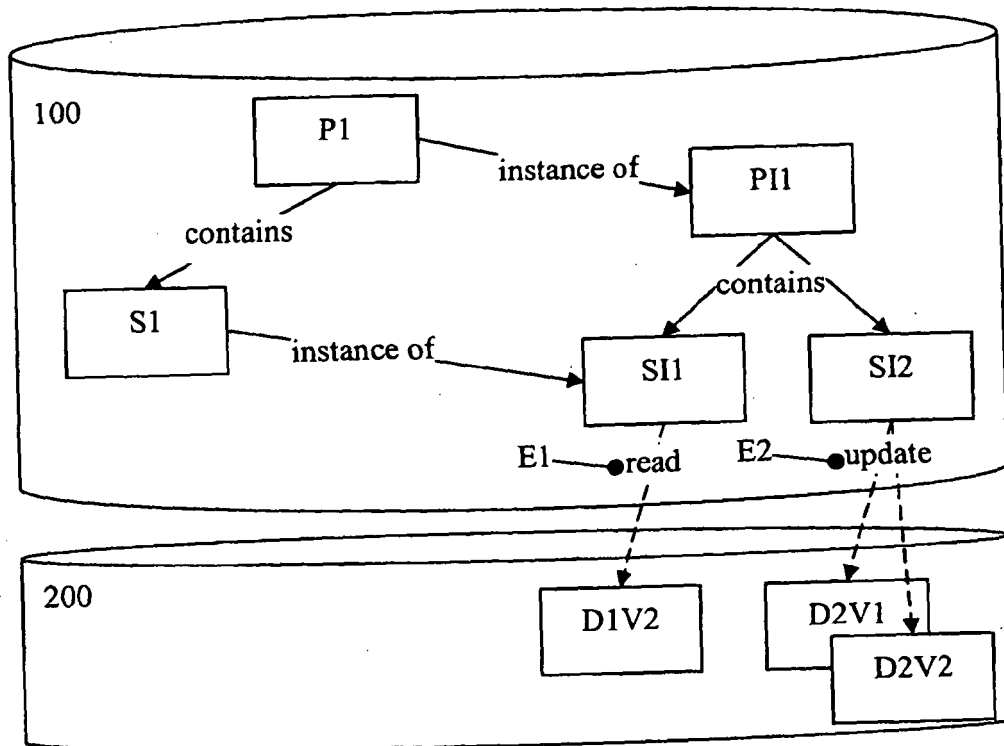 100
P1
instance of
PI1
contains
contains
S1
instance of
SI1
SI2
E1
read
E2
update
200
D1V2
D2V1
D2V2